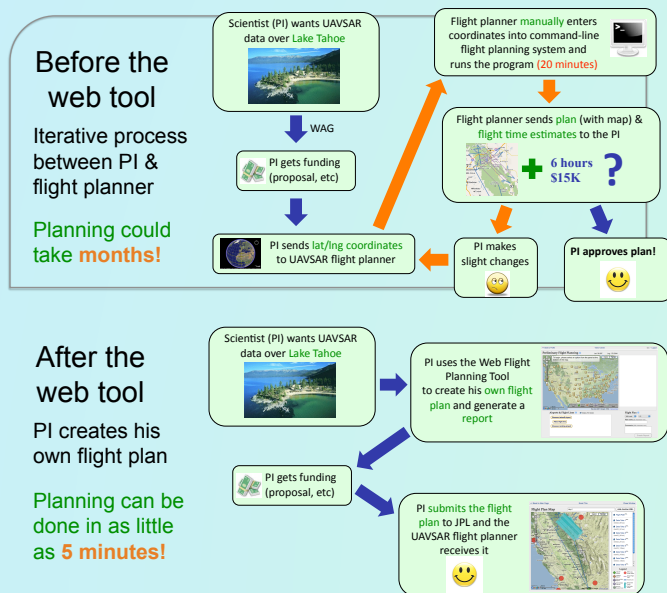 Before the
web tool
Iterative process
between PI &
flight planner
Planning could
take months!
Scientist (PI) wants UAVSAR
data over Lake Tahoe
WAG
PI gets funding
(proposal, etc)
PI sends lat/lng coordinates
to UAVSAR flight planner
Flight planner manually enters
coordinates into command-line
flight planning system and
runs the program (20 minutes)
Flight planner sends plan (with map) &
flight time estimates to the PI
6 hours
$15K
?
PI makes
slight changes
PI approves plan!
After the
web tool
PI creates his
own flight plan
Planning can be
done in as little
as 5 minutes!
Scientist (PI) wants UAVSAR
data over Lake Tahoe
PI uses the Web Flight
Planning Tool
to create his own flight
plan and generate a
report
PI gets funding
(proposal, etc)
PI submits the flight
plan to JPL and the
UAVSAR flight planner
receives it
Flight Plan Map